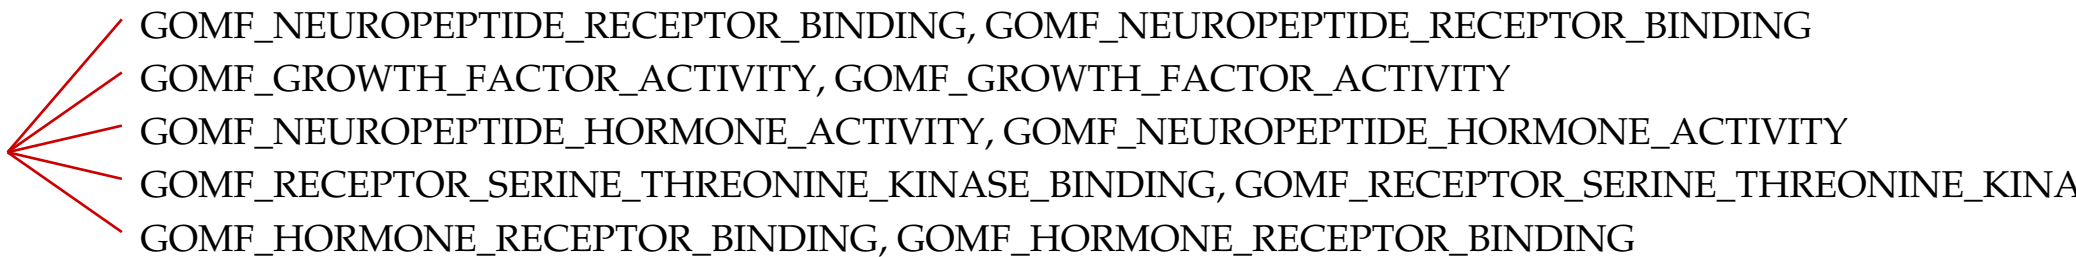 GOMF_NEUROPEPTIDE_RECEPTOR_BINDING, GOMF_NEUROPEPTIDE_RECEPTOR_BINDING
GOMF_GROWTH_FACTOR_ACTIVITY, GOMF_GROWTH_FACTOR_ACTIVITY
GOMF_NEUROPEPTIDE_HORMONE_ACTIVITY, GOMF_NEUROPEPTIDE_HORMONE_ACTIVITY
GOMF_RECEPTOR_SERINE_THREONINE_KINASE_BINDING, GOMF_RECEPTOR_SERINE_THREONINE_KINA
GOMF_HORMONE_RECEPTOR_BINDING, GOMF_HORMONE_RECEPTOR_BINDING